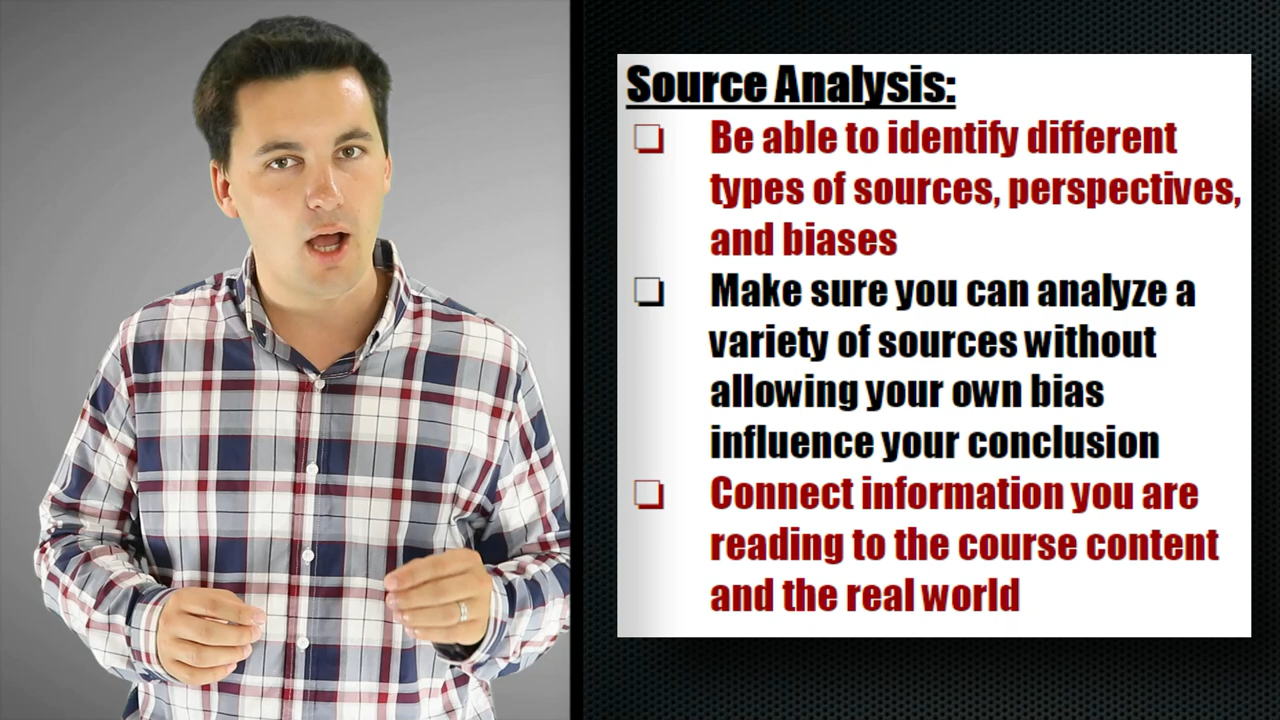 Source Analysis:
Be able to identify different
types of sources, perspectives,
and biases
Make sure you can analyze a
variety of sources without
allowing your own bias
influence your conclusion
Connect information you are
reading to the course content
and the real world